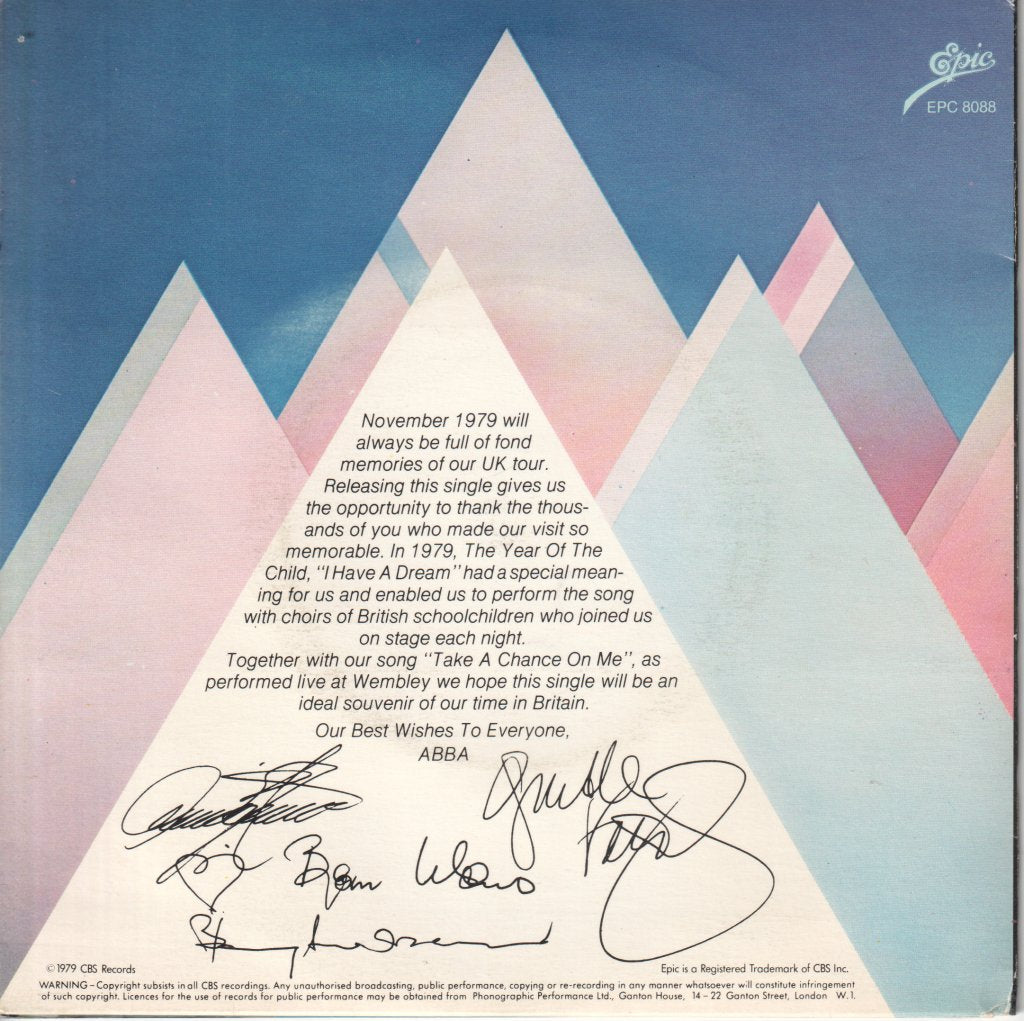 Epic
EPC 8088
November 1979 will
always be full of fond
memories of our UK tour.
Releasing this single gives us
the opportunity to thank the thous-
ands of you who made our visit so
memorable. In 1979, The Year Of The
Child, "I Have A Dream" had a special mean-
ing for us and enabled us to perform the song
with choirs of British schoolchildren who joined us
on stage each night.
Together with our song "Take A Chance On Me", as
performed live at Wembley we hope this single will be an
ideal souvenir of our time in Britain.
Our Best Wishes To Everyone,
ABBA
Björn Ulvaeus
Benny Andersson
© 1979 CBS Records
Epic is a Registered Trademark of CBS Inc.
WARNING – Copyright subsists in all CBS recordings. Any unauthorised broadcasting, public performance, copying or re-recording in any manner whatsoever will constitute infringement
of such copyright. Licences for the use of records for public performance may be obtained from Phonographic Performance Ltd., Ganton House, 14 – 22 Ganton Street, London W.1.